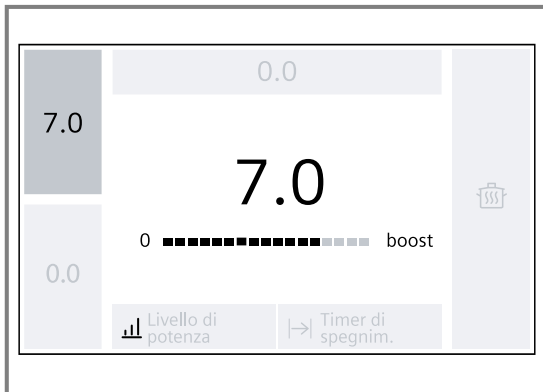 0.0
7.0
7.0
0 boost
0.0
Livello di
potenza
Timer di
spegnim.